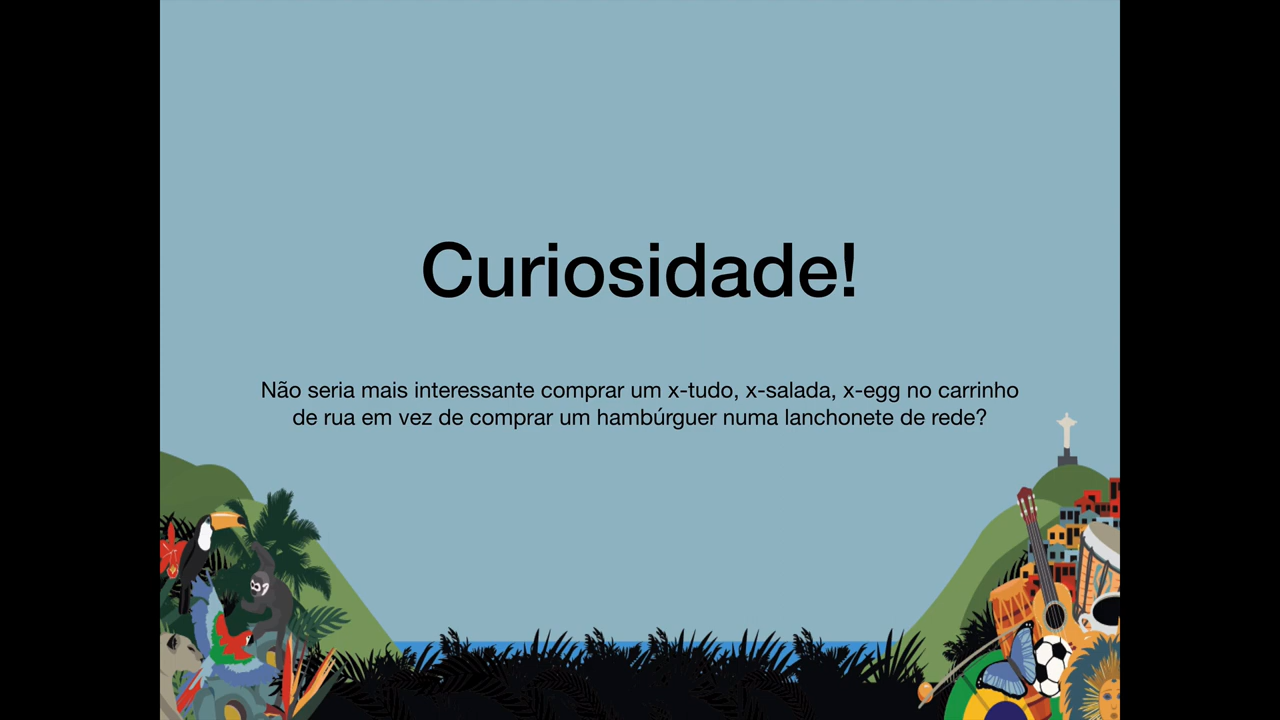 Curiosidade!
Não seria mais interessante comprar um x-tudo, x-salada, x-egg no carrinho
de rua em vez de comprar um hambúrguer numa lanchonete de rede?